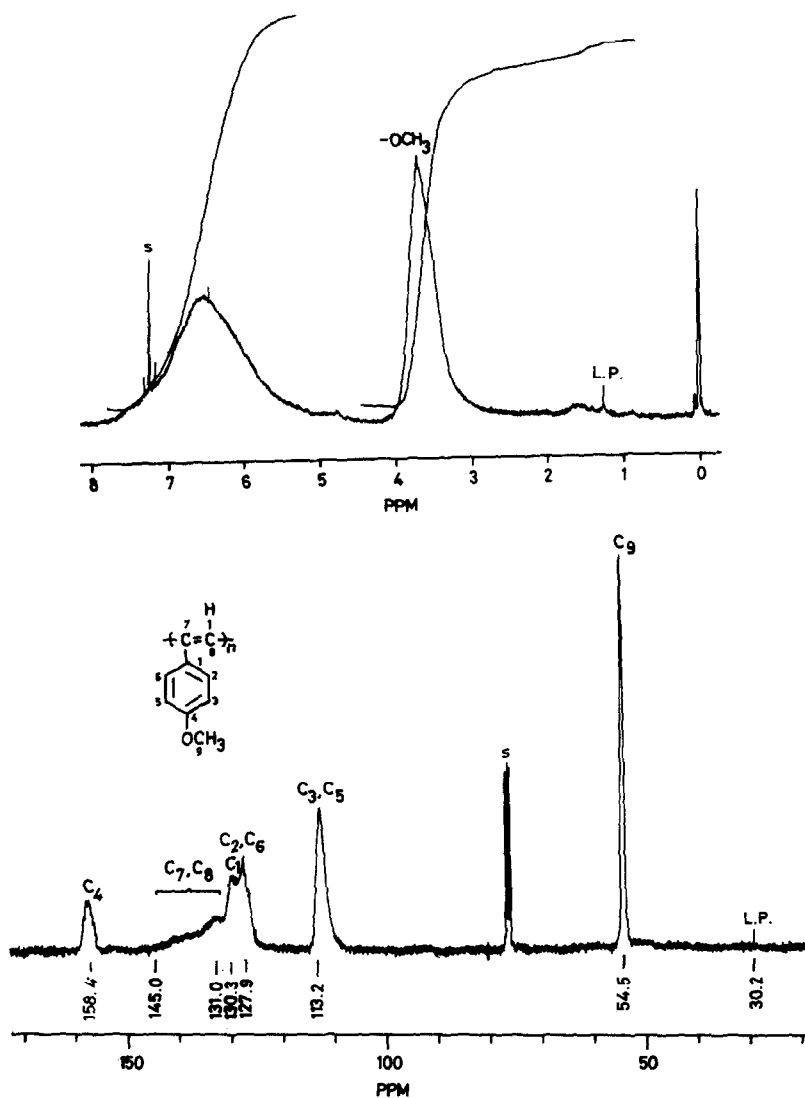 -OCH3
s
L.P.
8 7 6 5 4 3 2 1 0
PPM
C9
H
7 1
( C = C )n
8
1
6 2
5 3
4
OCH3
9
s
C3,C5
C2,C6
C1
C7,C8
C4
L.P.
158.4
145.0
131.0
130.3
127.9
113.2
54.5
30.2
150 100 50
PPM